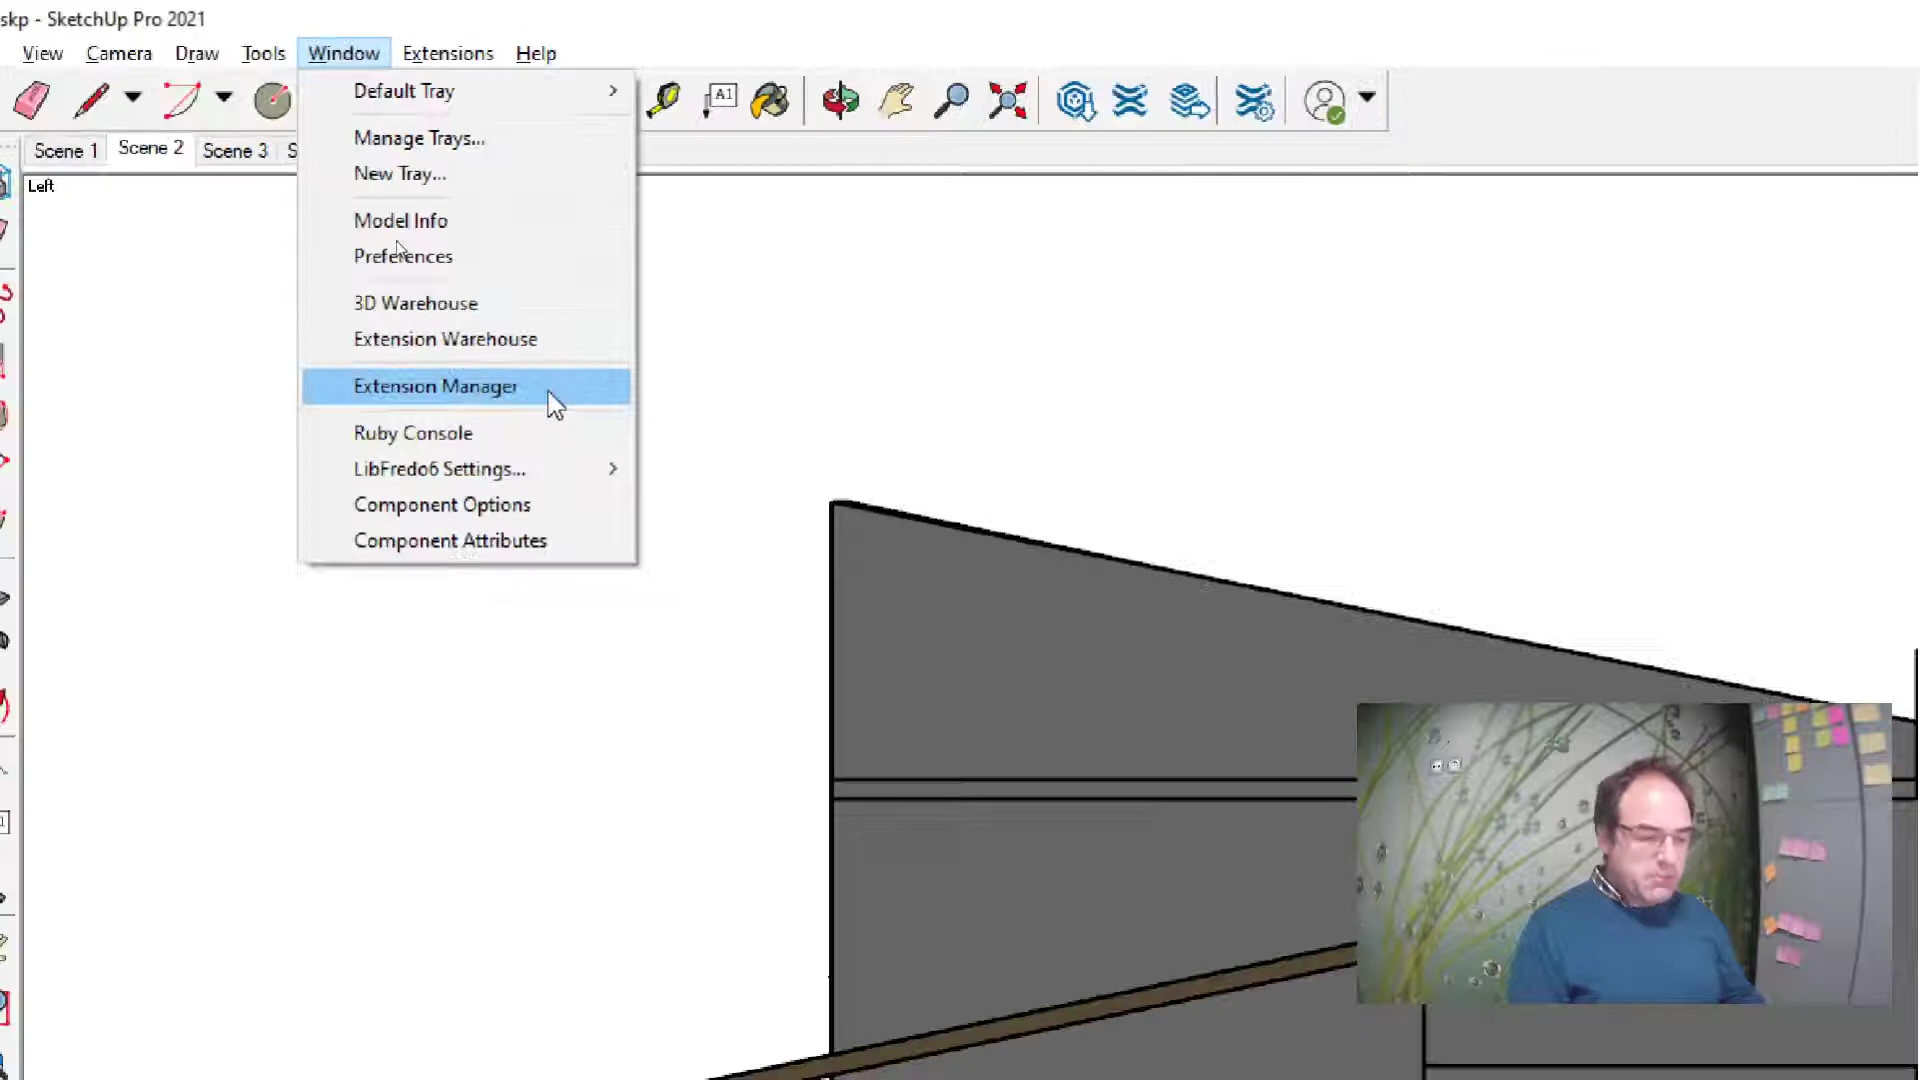 skp - SketchUp Pro 2021
View Camera Draw Tools Window Extensions Help
A1
Scene 1 Scene 2 Scene 3 S
Left
Default Tray
Manage Trays...
New Tray...
Model Info
Preferences
3D Warehouse
Extension Warehouse
Extension Manager
Ruby Console
LibFredo6 Settings...
Component Options
Component Attributes